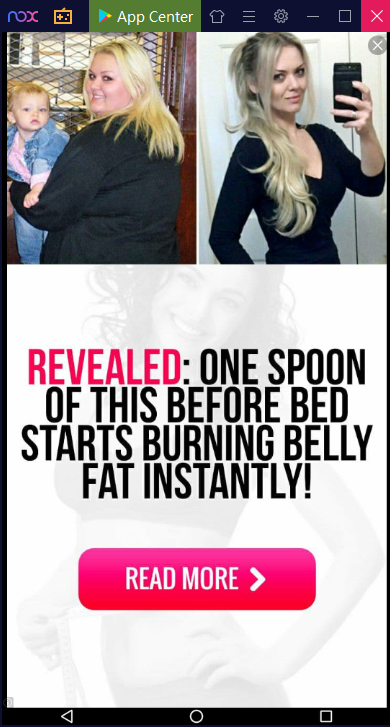 nox
App Center
REVEALED: ONE SPOON
OF THIS BEFORE BED
STARTS BURNING BELLY
FAT INSTANTLY!
READ MORE